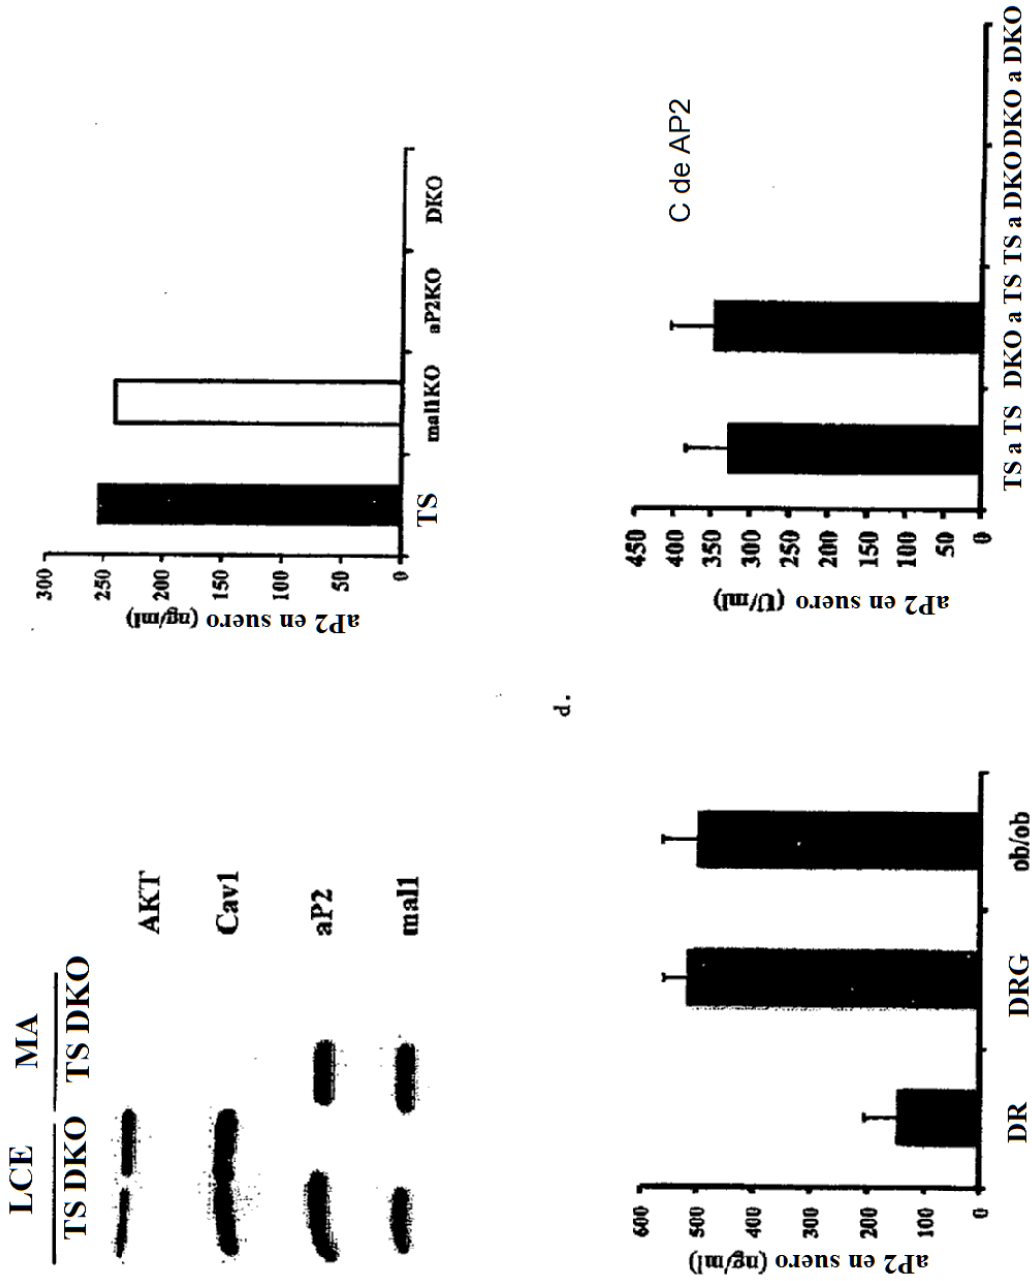 LCE MA
TS DKO TS DKO
AKT
Cav1
aP2
mal1
aP2 en suero (ng/ml)
300
250
200
150
100
50
0
TS mal1KO aP2KO DKO
aP2 en suero (ng/ml)
600
500
400
300
200
100
0
DR DRG ob/ob
d.
aP2 en suero (U/ml)
450
400
350
300
250
200
150
100
50
0
C de AP2
TS a TS DKO a TS TS a DKO DKO a DKO